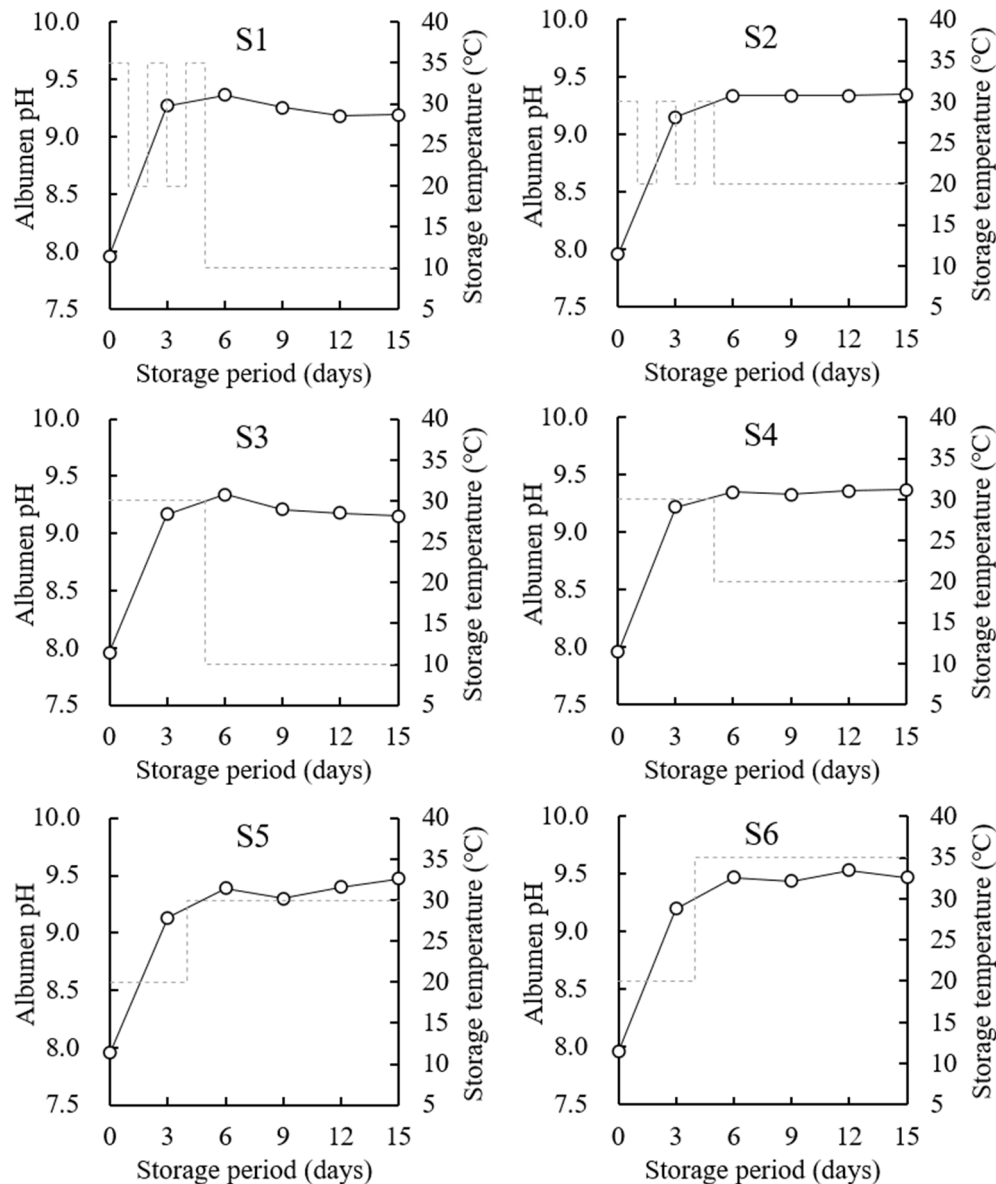 S1
Albumen pH
10.0
9.5
9.0
8.5
8.0
7.5
40
35
30
25
20
15
10
5
Storage temperature (°C)
0 3 6 9 12 15
Storage period (days)
S2
Albumen pH
10.0
9.5
9.0
8.5
8.0
7.5
40
35
30
25
20
15
10
5
Storage temperature (°C)
0 3 6 9 12 15
Storage period (days)
S3
Albumen pH
10.0
9.5
9.0
8.5
8.0
7.5
40
35
30
25
20
15
10
5
Storage temperature (°C)
0 3 6 9 12 15
Storage period (days)
S4
Albumen pH
10.0
9.5
9.0
8.5
8.0
7.5
40
35
30
25
20
15
10
5
Storage temperature (°C)
0 3 6 9 12 15
Storage period (days)
S5
Albumen pH
10.0
9.5
9.0
8.5
8.0
7.5
40
35
30
25
20
15
10
5
Storage temperature (°C)
0 3 6 9 12 15
Storage period (days)
S6
Albumen pH
10.0
9.5
9.0
8.5
8.0
7.5
40
35
30
25
20
15
10
5
Storage temperature (°C)
0 3 6 9 12 15
Storage period (days)